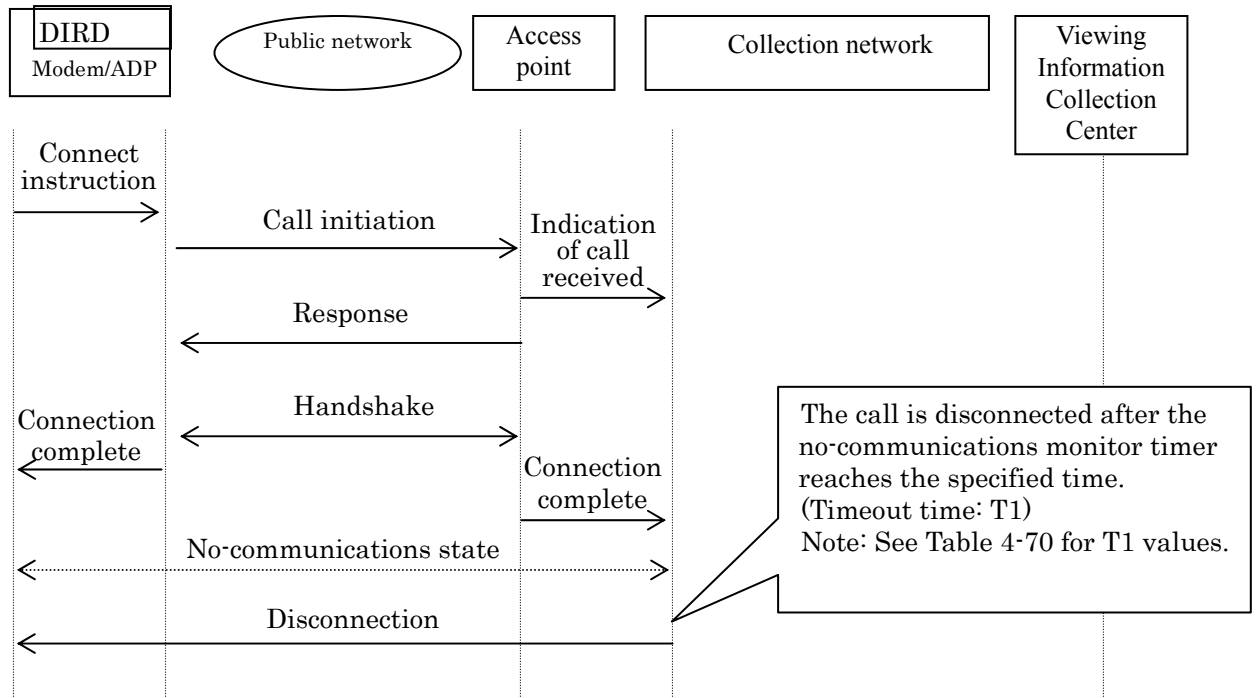 DIRD
Modem/ADP
Public network
Access
point
Collection network
Viewing
Information
Collection
Center
Connect
instruction
Call initiation
Indication
of call
received
Response
Handshake
Connection
complete
Connection
complete
The call is disconnected after the
no-communications monitor timer
reaches the specified time.
(Timeout time: T1)
Note: See Table 4-70 for T1 values.
No-communications state
Disconnection